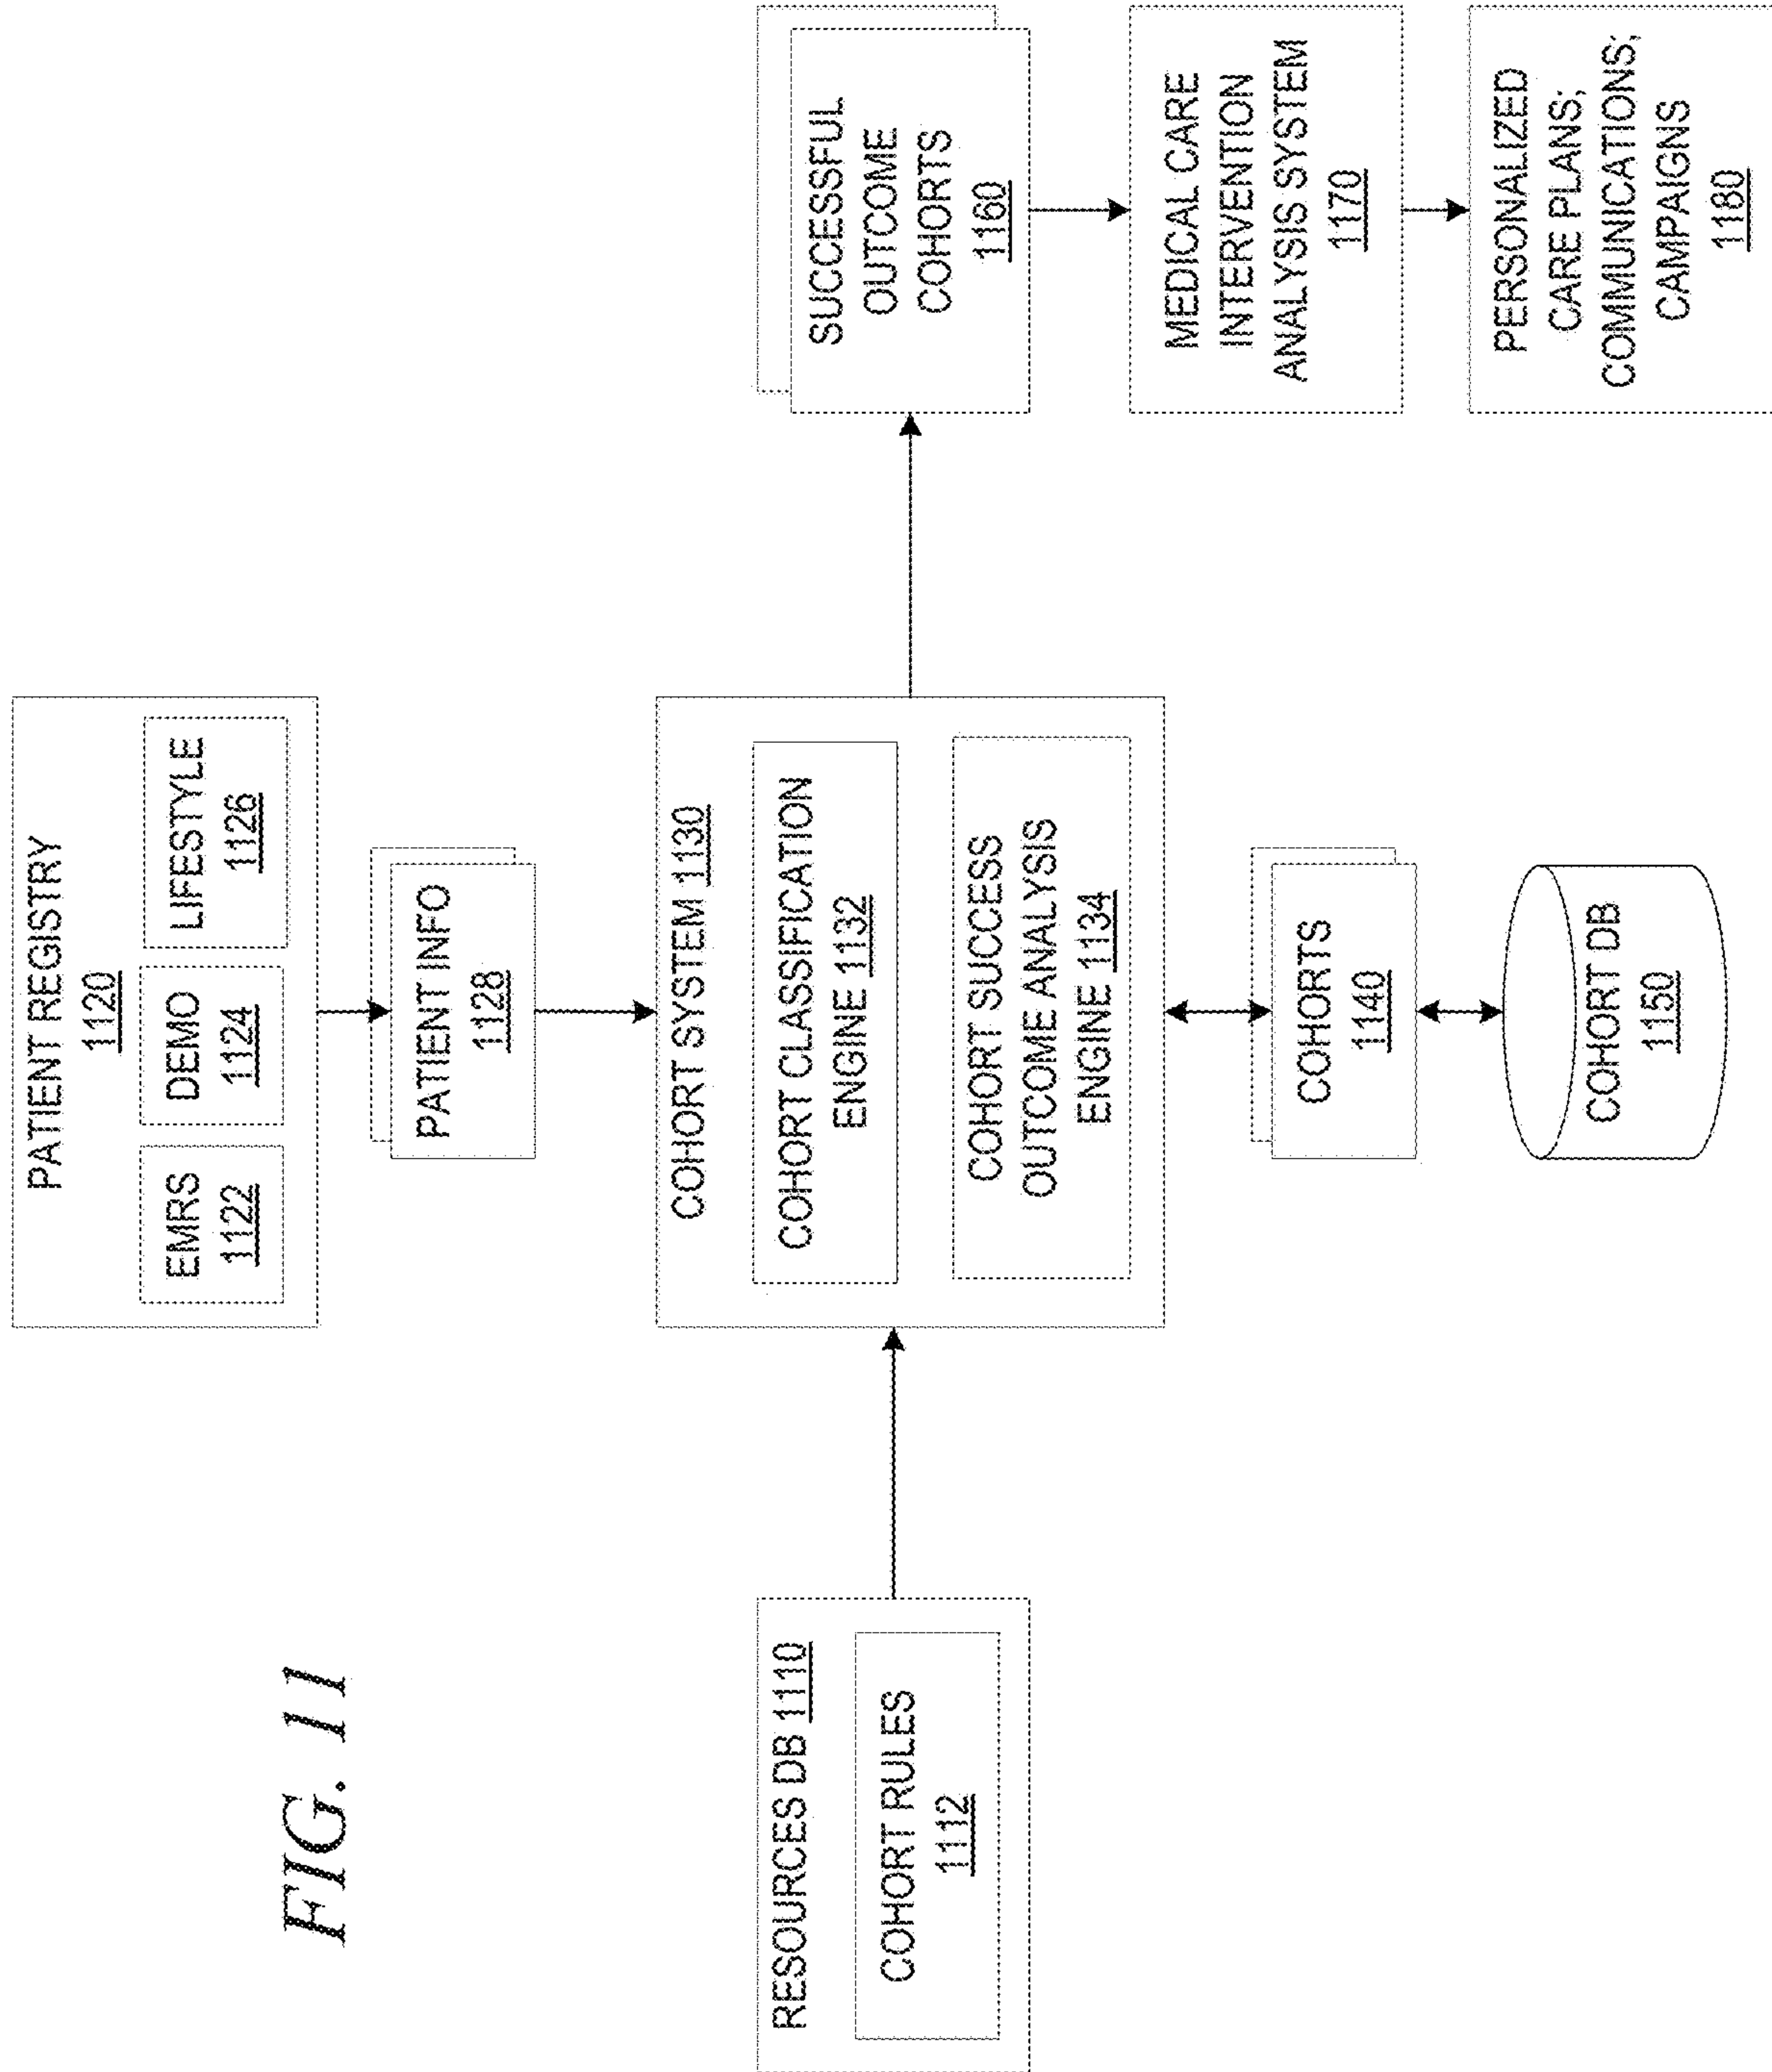 FIG. 11
PATIENT REGISTRY
1120
EMRS
1122
DEMO
1124
LIFESTYLE
1126
PATIENT INFO
1128
RESOURCES DB 1110
COHORT RULES
1112
COHORT SYSTEM 1130
COHORT CLASSIFICATION
ENGINE 1132
COHORT SUCCESS
OUTCOME ANALYSIS
ENGINE 1134
COHORTS
1140
COHORT DB
1150
SUCCESSFUL
OUTCOME
COHORTS
1160
MEDICAL CARE
INTERVENTION
ANALYSIS SYSTEM
1170
PERSONALIZED
CARE PLANS;
COMMUNICATIONS;
CAMPAIGNS
1180